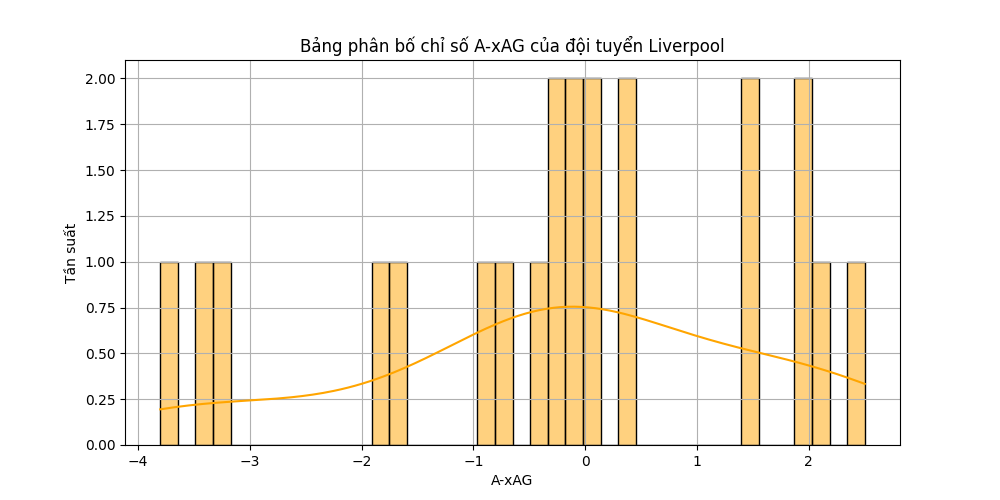 Bảng phân bố chỉ số A-xAG của đội tuyển Liverpool
Tần suất
2.00
1.75
1.50
1.25
1.00
0.75
0.50
0.25
0.00
−4 −3 −2 −1 0 1 2
A-xAG